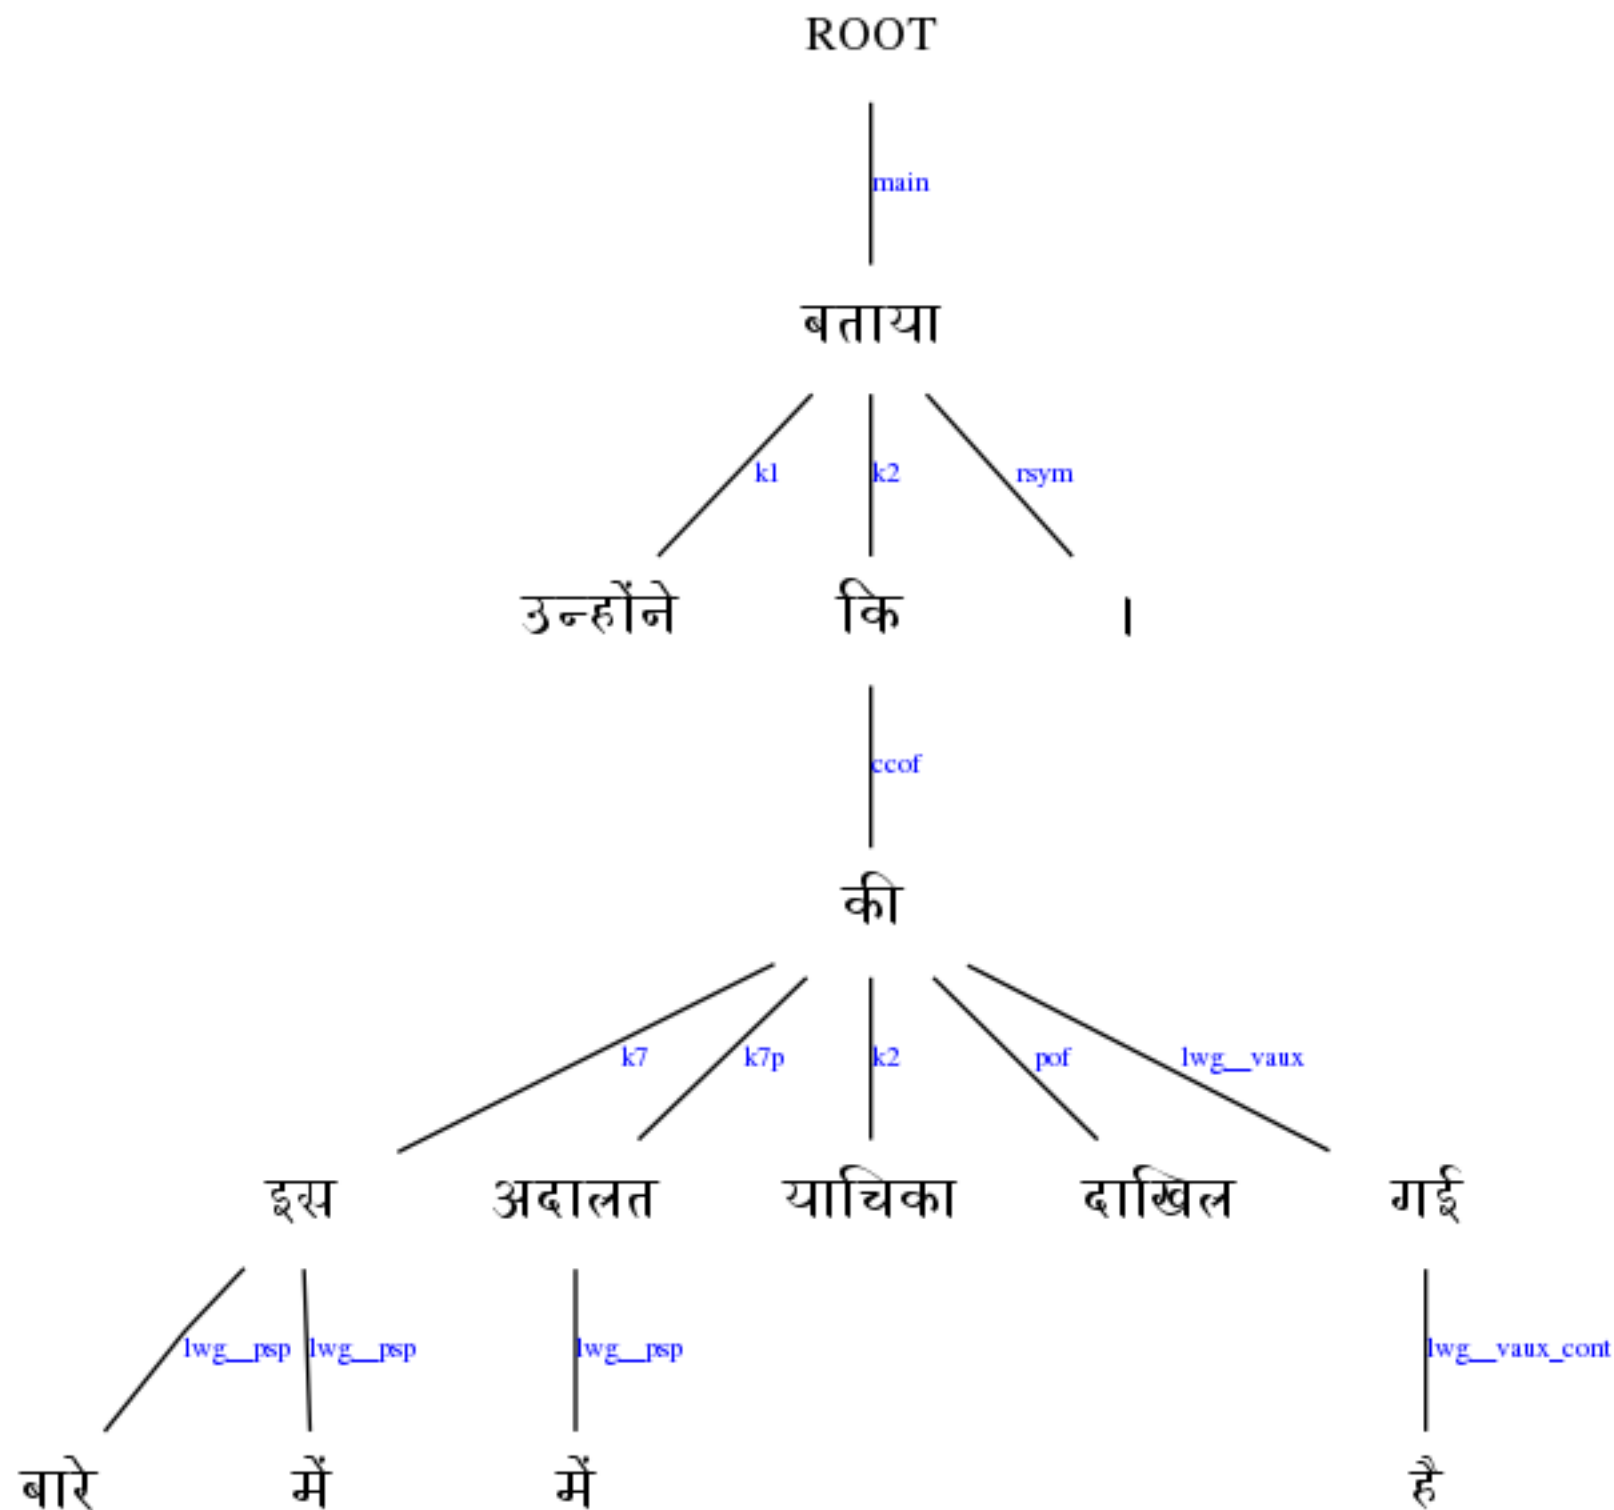 ROOT
main
बताया
k1 k2 rsym
उन्होंने कि ।
ccof
की
k7 k7p k2 pof lwg__vaux
इस अदालत याचिका दाखिल गई
lwg__psp lwg__psp lwg__psp lwg__vaux_cont
बारे में में है